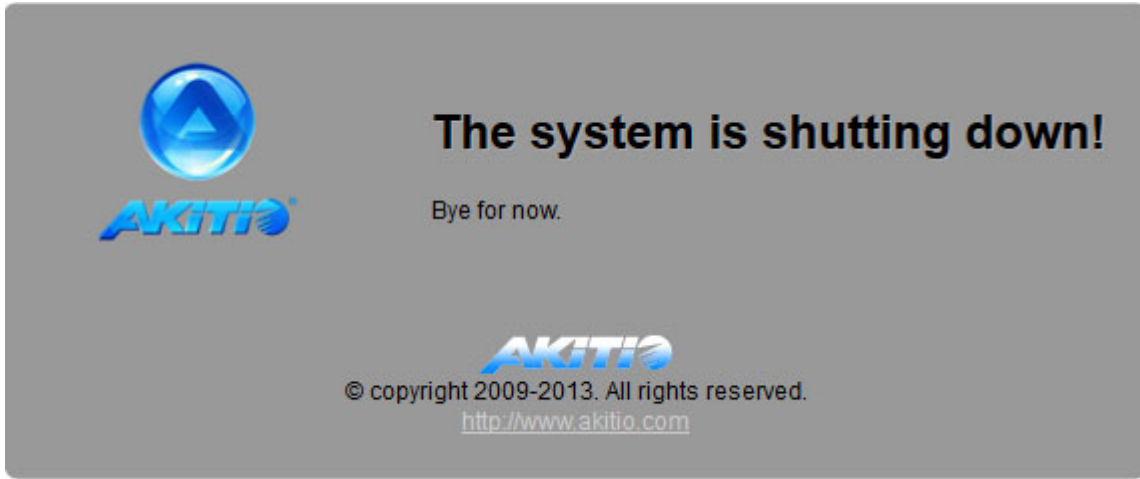 The system is shutting down!
AKiTiO®
Bye for now.
AKiTiO
© copyright 2009-2013. All rights reserved.
http://www.akitio.com